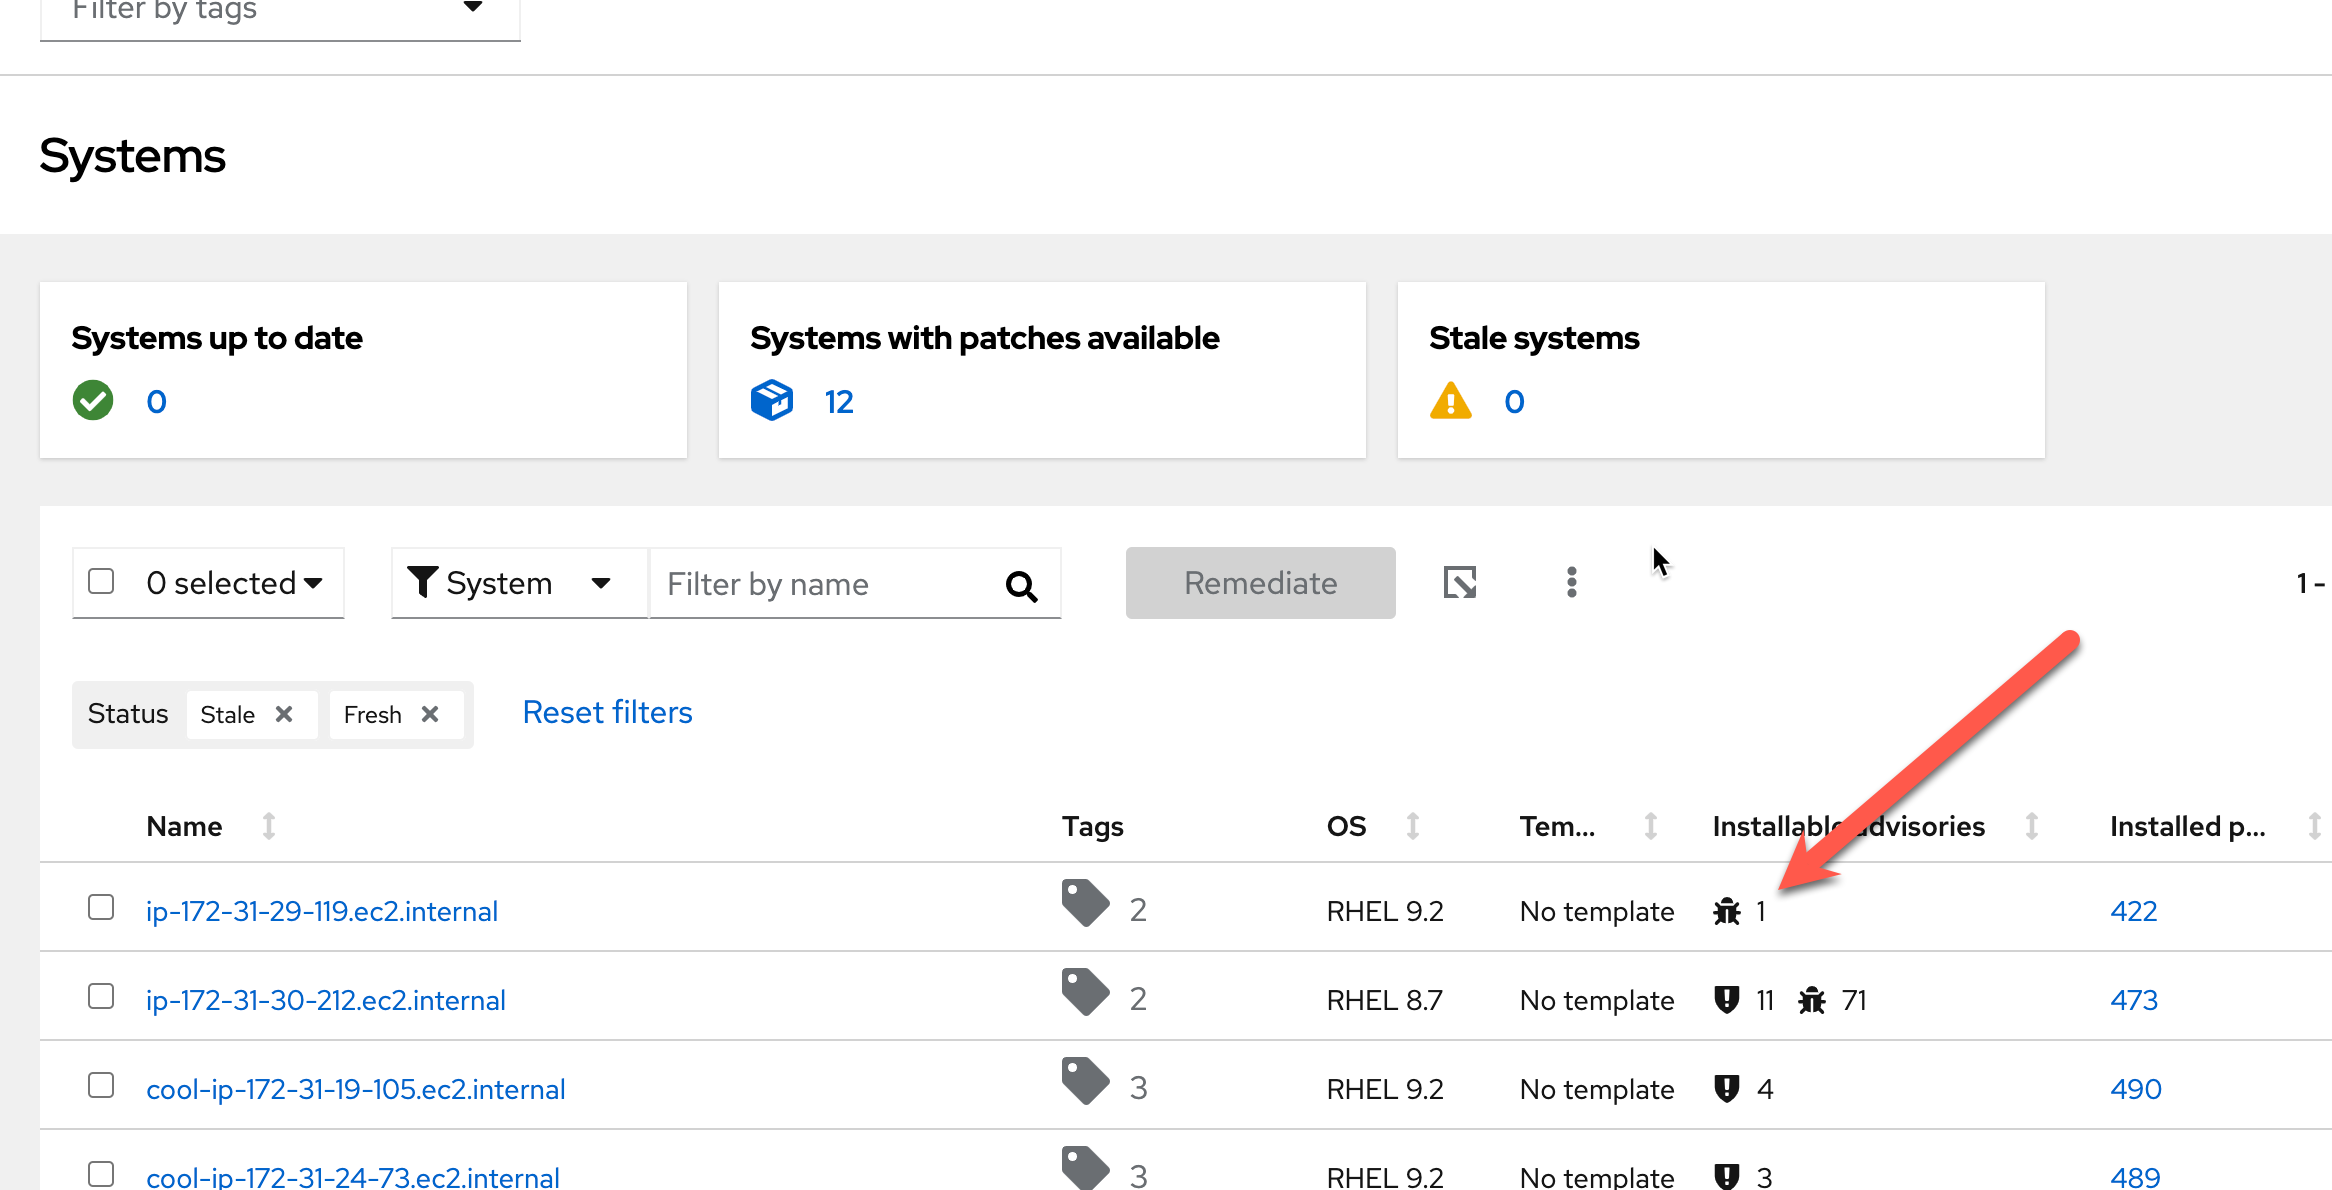 Filter by tags
Systems
Systems up to date
0
Systems with patches available
12
Stale systems
0
0 selected
System
Filter by name
Remediate
1 -
Status Stale Fresh Reset filters
Name Tags OS Tem... Installable advisories Installed p...
ip-172-31-29-119.ec2.internal 2 RHEL 9.2 No template 1 422
ip-172-31-30-212.ec2.internal 2 RHEL 8.7 No template 11 71 473
cool-ip-172-31-19-105.ec2.internal 3 RHEL 9.2 No template 4 490
cool-ip-172-31-24-73.ec2.internal 3 RHEL 9.2 No template 3 489